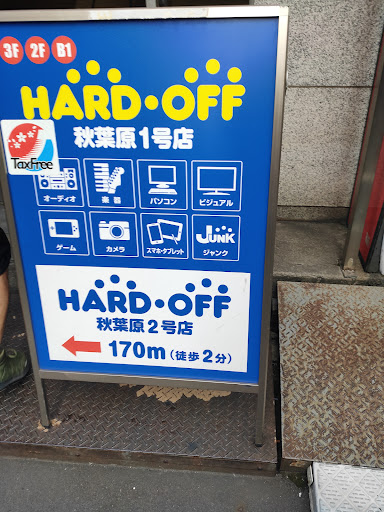 3F 2F B1
HARD·OFF
秋葉原1号店
TaxFree
オーディオ 楽器 パソコン ビジュアル
JUNK
ゲーム カメラ スマホ・タブレット ジャンク
HARD·OFF
秋葉原2号店
170m(徒歩2分)